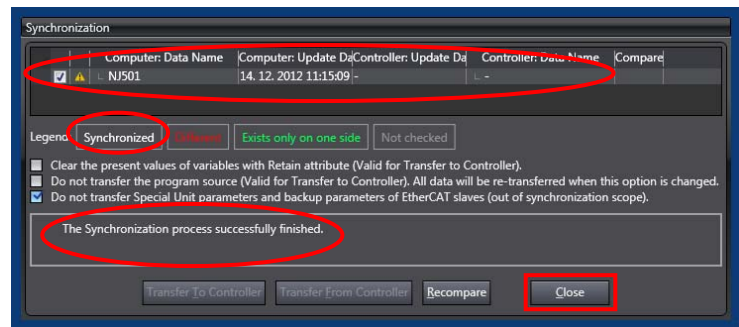 Synchronization
Computer: Data Name Computer: Update Da Controller: Update Da Controller: Data Name Compare
NJ501 14. 12. 2012 11:15:09 - -
Legend: Synchronized Different Exists only on one side Not checked
Clear the present values of variables with Retain attribute (Valid for Transfer to Controller).
Do not transfer the program source (Valid for Transfer to Controller). All data will be re-transferred when this option is changed.
Do not transfer Special Unit parameters and backup parameters of EtherCAT slaves (out of synchronization scope).
The Synchronization process successfully finished.
Transfer To Controller Transfer From Controller Recompare Close